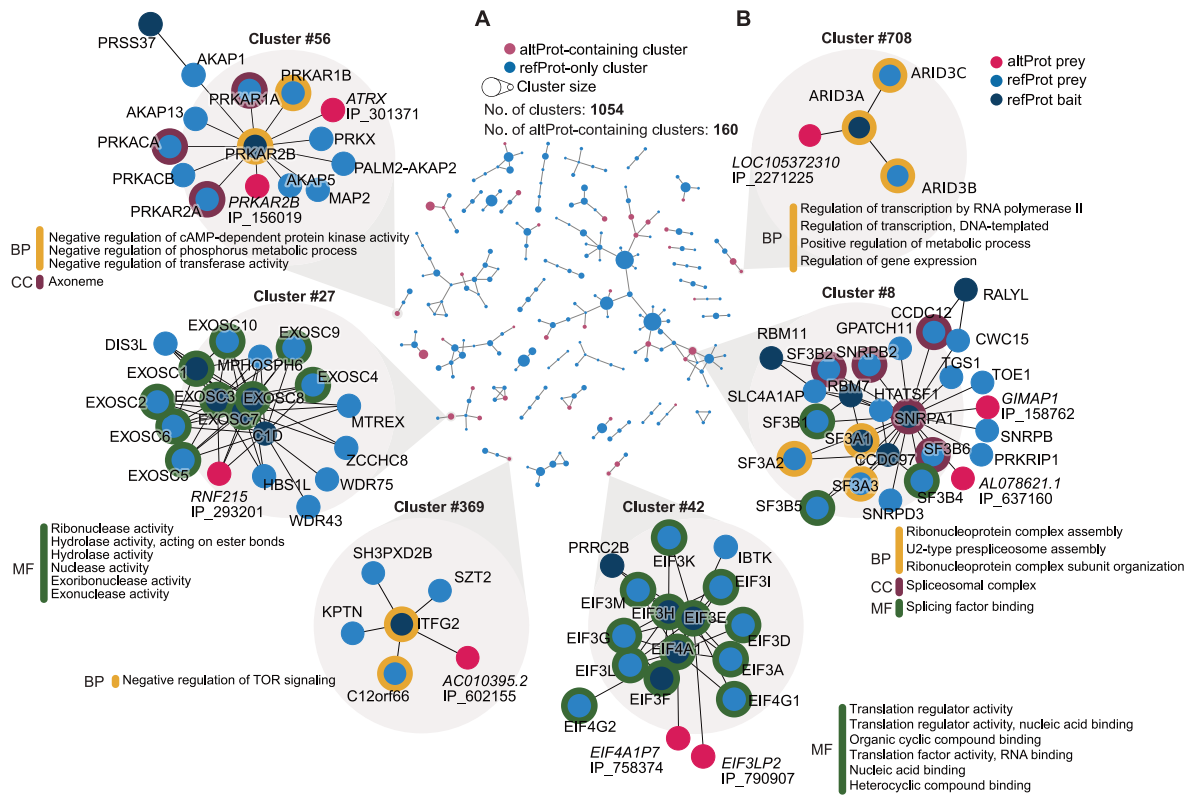 A
B
altProt-containing cluster
refProt-only cluster
Cluster size
No. of clusters: 1054
No. of altProt-containing clusters: 160
altProt prey
refProt prey
refProt bait
Cluster #56
PRSS37
AKAP1
PRKAR1B
PRKAR1A
ATRX
IP_301371
AKAP13
PRKACA
PRKAR2B
PRKX
PALM2-AKAP2
PRKACB
AKAP5
MAP2
PRKAR2A
PRKAR2B
IP_156019
BP
Negative regulation of cAMP-dependent protein kinase activity
Negative regulation of phosphorus metabolic process
Negative regulation of transferase activity
CC
Axoneme
Cluster #708
ARID3C
ARID3A
LOC105372310
IP_2271225
ARID3B
BP
Regulation of transcription by RNA polymerase II
Regulation of transcription, DNA-templated
Positive regulation of metabolic process
Regulation of gene expression
Cluster #27
EXOSC10
EXOSC9
DIS3L
MPHOSPH6
EXOSC1
EXOSC4
EXOSC2
EXOSC3
EXOSC8
EXOSC7
MTREX
EXOSC6
C1D
ZCCHC8
EXOSC5
HBS1L
WDR75
RNF215
IP_293201
WDR43
MF
Ribonuclease activity
Hydrolase activity, acting on ester bonds
Hydrolase activity
Nuclease activity
Exoribonuclease activity
Exonuclease activity
Cluster #8
RALYL
CCDC12
RBM11
GPATCH11
CWC15
SF3B2
SNRPB2
TGS1
TOE1
SLC4A1AP
RBM7
HTATSF1
GIMAP1
IP_158762
SNRPA1
SF3B1
SNRPB
SF3A1
SF3B6
PRKRIP1
SF3A2
CCDC97
AL078621.1
IP_637160
SF3A3
SF3B4
SF3B5
SNRPD3
BP
Ribonucleoprotein complex assembly
U2-type prespliceosome assembly
Ribonucleoprotein complex subunit organization
CC
Spliceosomal complex
MF
Splicing factor binding
Cluster #369
SH3PXD2B
SZT2
KPTN
ITFG2
C12orf66
AC010395.2
IP_602155
BP
Negative regulation of TOR signaling
Cluster #42
PRRC2B
EIF3K
IBTK
EIF3M
EIF3I
EIF3H
EIF3E
EIF3G
EIF4A1
EIF3D
EIF3L
EIF3A
EIF3F
EIF4G1
EIF4G2
EIF4A1P7
IP_758374
EIF3LP2
IP_790907
MF
Translation regulator activity
Translation regulator activity, nucleic acid binding
Organic cyclic compound binding
Translation factor activity, RNA binding
Nucleic acid binding
Heterocyclic compound binding